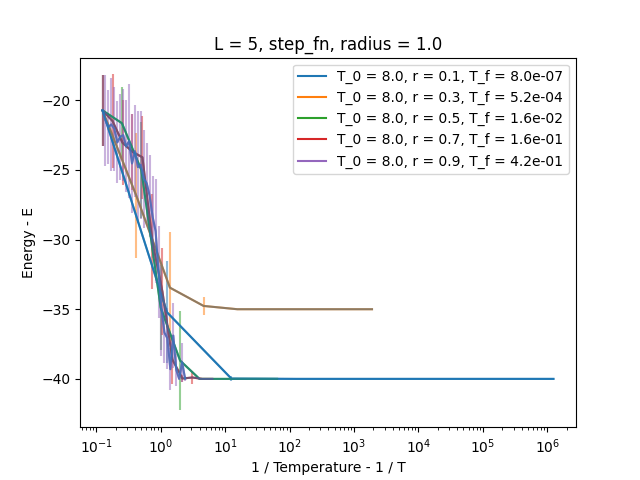 L = 5, step_fn, radius = 1.0
T_0 = 8.0, r = 0.1, T_f = 8.0e-07
T_0 = 8.0, r = 0.3, T_f = 5.2e-04
T_0 = 8.0, r = 0.5, T_f = 1.6e-02
T_0 = 8.0, r = 0.7, T_f = 1.6e-01
T_0 = 8.0, r = 0.9, T_f = 4.2e-01
Energy - E
−20
−25
−30
−35
−40
10⁻¹ 10⁰ 10¹ 10² 10³ 10⁴ 10⁵ 10⁶
1 / Temperature - 1 / T